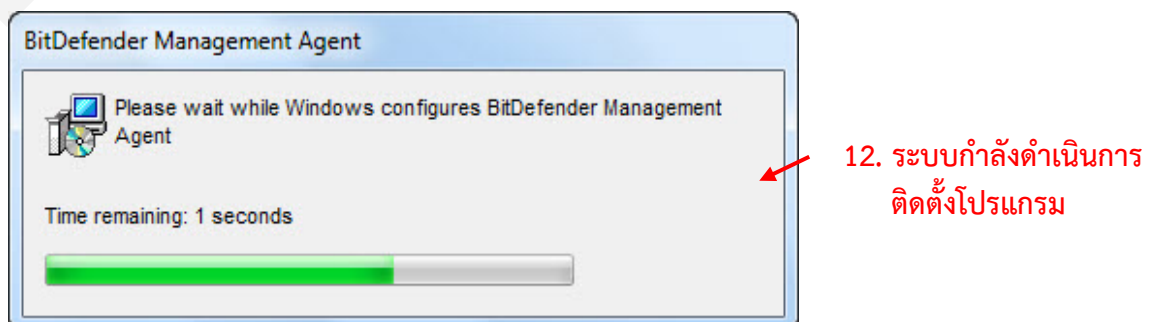 BitDefender Management Agent
Please wait while Windows configures BitDefender Management
Agent
Time remaining: 1 seconds
12. ระบบกำลังดำเนินการ
ติดตั้งโปรแกรม